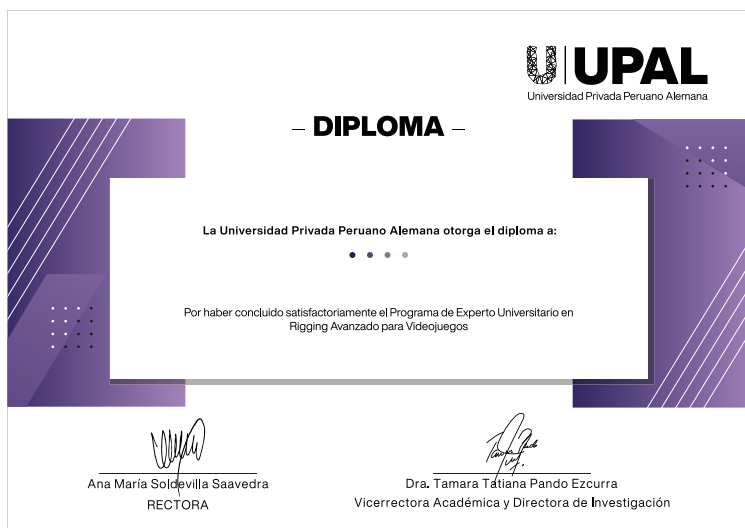 UPAL
Universidad Privada Peruano Alemana
– DIPLOMA –
La Universidad Privada Peruano Alemana otorga el diploma a:
Por haber concluido satisfactoriamente el Programa de Experto Universitario en
Rigging Avanzado para Videojuegos
Ana María Soldevilla Saavedra
RECTORA
Dra. Tamara Tatiana Pando Ezcurra
Vicerrectora Académica y Directora de Investigación